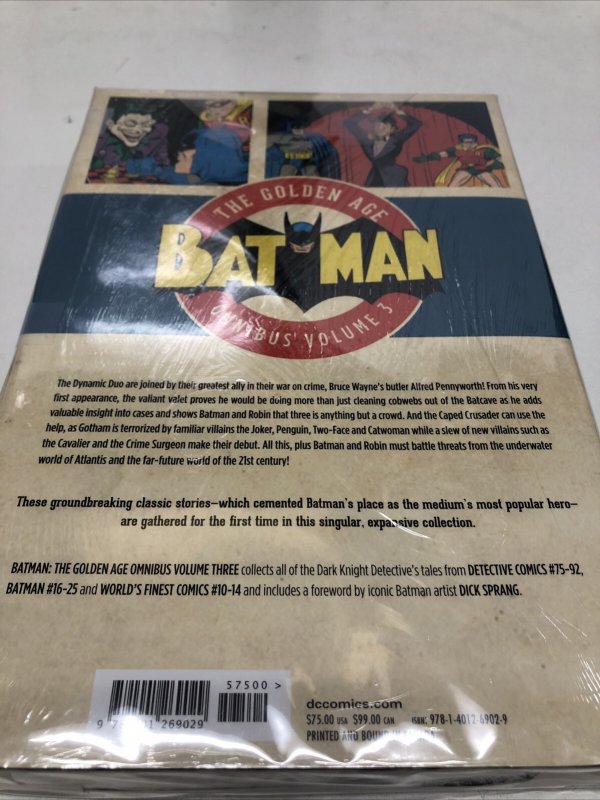 THE GOLDEN AGE
BATMAN
OMNIBUS VOLUME 3
The Dynamic Duo are joined by their greatest ally in their war on crime, Bruce Wayne's butler Alfred Pennyworth! From his very
first appearance, the valiant valet proves he would be doing more than just cleaning cobwebs out of the Batcave as he adds
valuable insight into cases and shows Batman and Robin that three is anything but a crowd. And the Caped Crusader can use the
help, as Gotham is terrorized by familiar villains the Joker, Penguin, Two-Face and Catwoman while a slew of new villains such as
the Cavalier and the Crime Surgeon make their debut. All this, plus Batman and Robin must battle threats from the underwater
world of Atlantis and the far-future world of the 21st century!
These groundbreaking classic stories—which cemented Batman's place as the medium's most popular hero—
are gathered for the first time in this singular, expansive collection.
BATMAN: THE GOLDEN AGE OMNIBUS VOLUME THREE collects all of the Dark Knight Detective's tales from DETECTIVE COMICS #75-92,
BATMAN #16-25 and WORLD'S FINEST COMICS #10-14 and includes a foreword by iconic Batman artist DICK SPRANG.
57500 >
9 269029
dccomics.com
$75.00 USA $99.00 CAN ISBN: 978-1-4012-6902-9
PRINTED AND BOUND IN